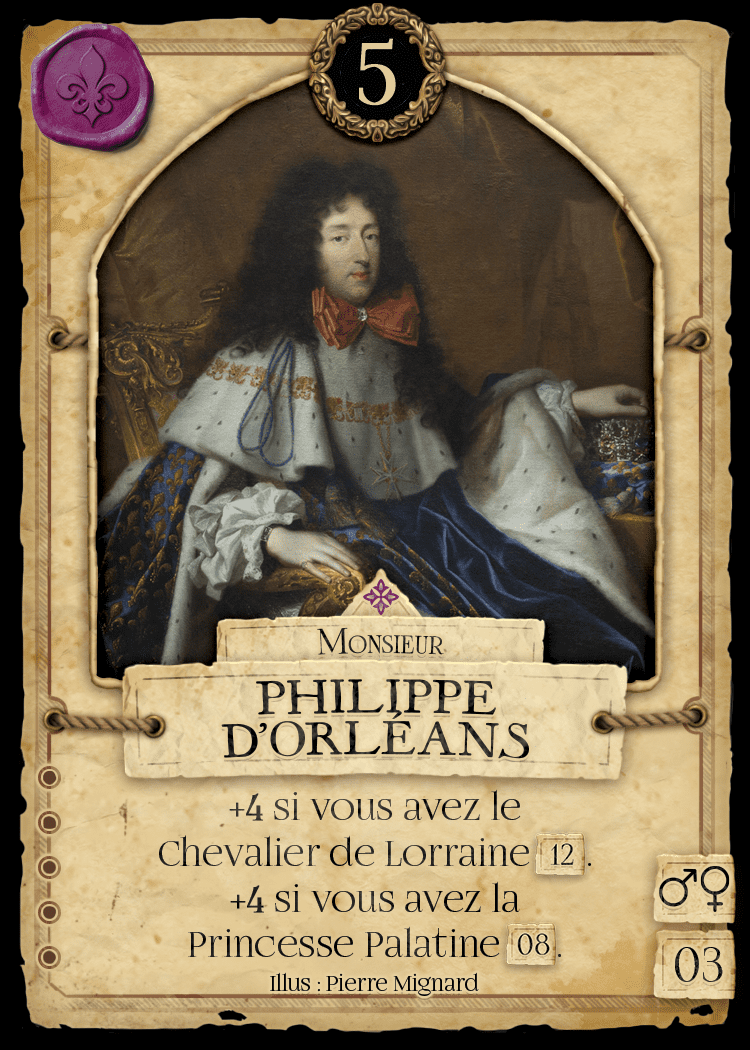 5
Monsieur
PHILIPPE
D'ORLÉANS
+4 si vous avez le
Chevalier de Lorraine 12.
+4 si vous avez la
Princesse Palatine 08.
Illus : Pierre Mignard
♂♀
03